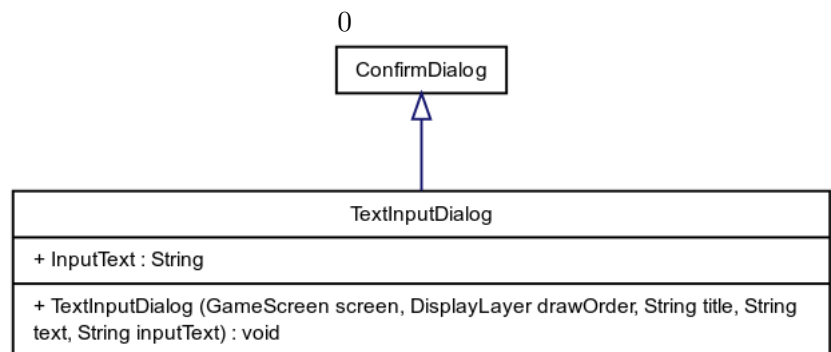 0
ConfirmDialog
TextInputDialog
+ InputText : String
+ TextInputDialog (GameScreen screen, DisplayLayer drawOrder, String title, String
text, String inputText) : void